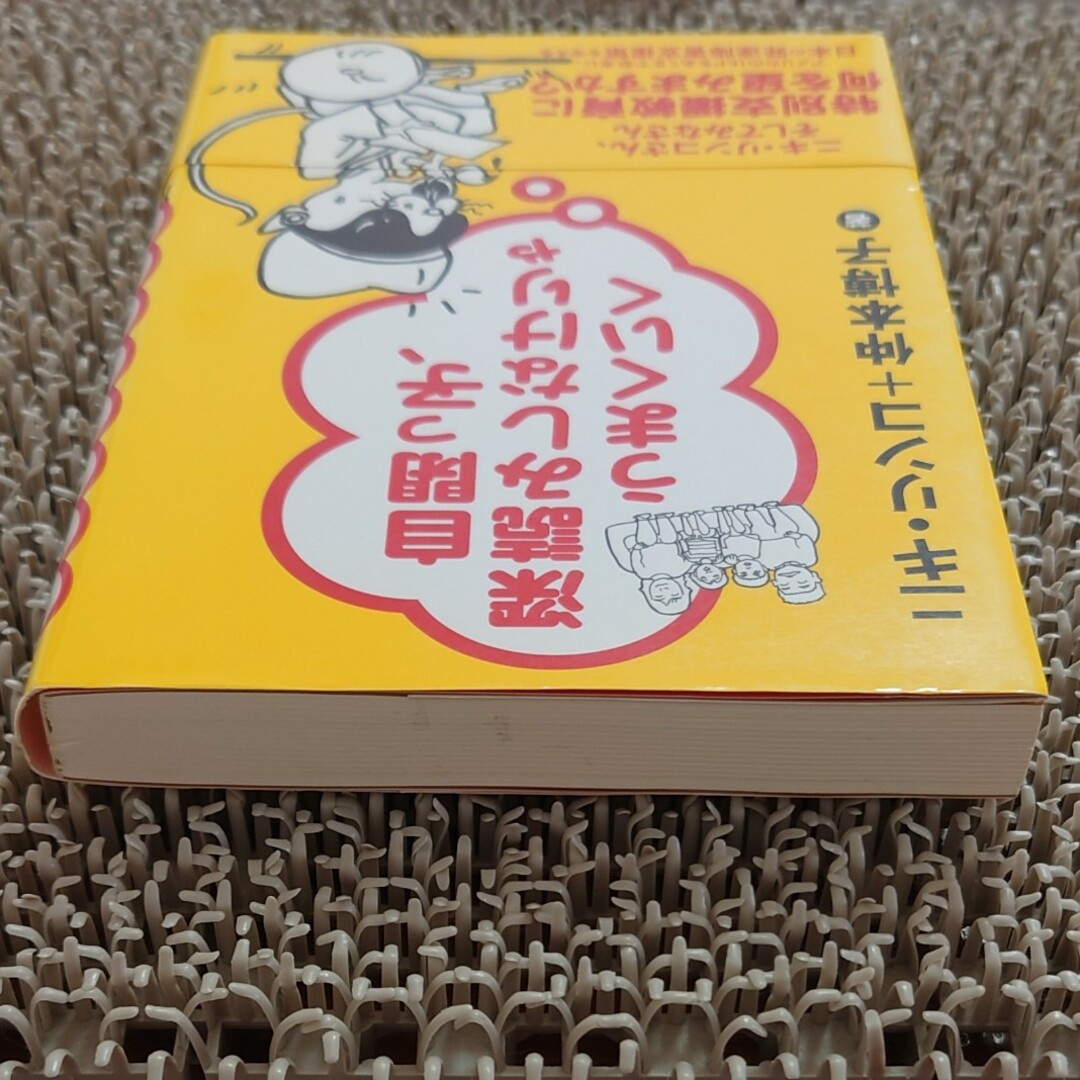 自閉っ子、
深読みしなけりゃ
うまくいく
ニキ・リンコ＋仲本博子 著
ニキ・リンコさん、
そしてみなさん
特別支援教育に
何を望みますか?